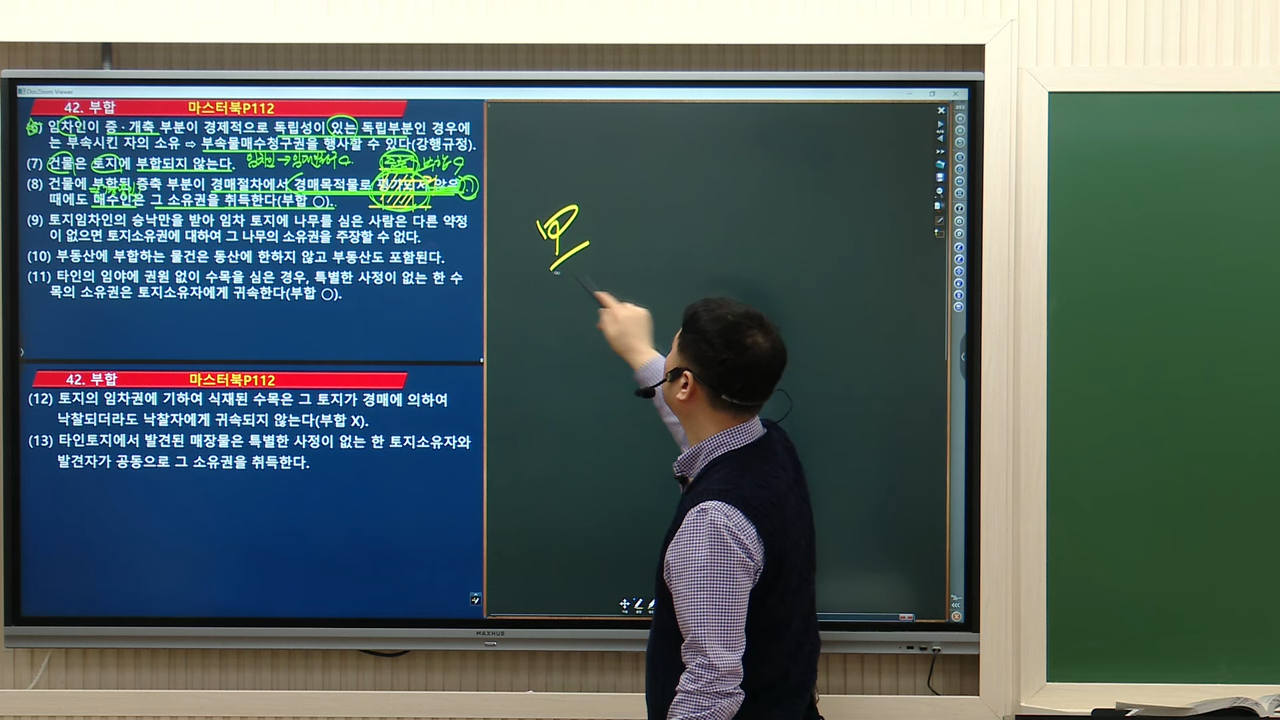 DocZoom Viewer
42. 부합 마스터북P112
(6) 임차인이 증·개축 부분이 경제적으로 독립성이 있는 독립부분인 경우에
는 부속시킨 자의 소유 ⇨ 부속물매수청구권을 행사할 수 있다(강행규정).
(7) 건물은 토지에 부합되지 않는다.
(8) 건물에 부합된 증축 부분이 경매절차에서 경매목적물로 평가되지 않은
때에도 매수인은 그 소유권을 취득한다(부합 ○).
(9) 토지임차인의 승낙만을 받아 임차 토지에 나무를 심은 사람은 다른 약정
이 없으면 토지소유권에 대하여 그 나무의 소유권을 주장할 수 없다.
(10) 부동산에 부합하는 물건은 동산에 한하지 않고 부동산도 포함된다.
(11) 타인의 임야에 권원 없이 수목을 심은 경우, 특별한 사정이 없는 한 수
목의 소유권은 토지소유자에게 귀속한다(부합 ○).
42. 부합 마스터북P112
(12) 토지의 임차권에 기하여 식재된 수목은 그 토지가 경매에 의하여
낙찰되더라도 낙찰자에게 귀속되지 않는다(부합 X).
(13) 타인토지에서 발견된 매장물은 특별한 사정이 없는 한 토지소유자와
발견자가 공동으로 그 소유권을 취득한다.
MAXHUB